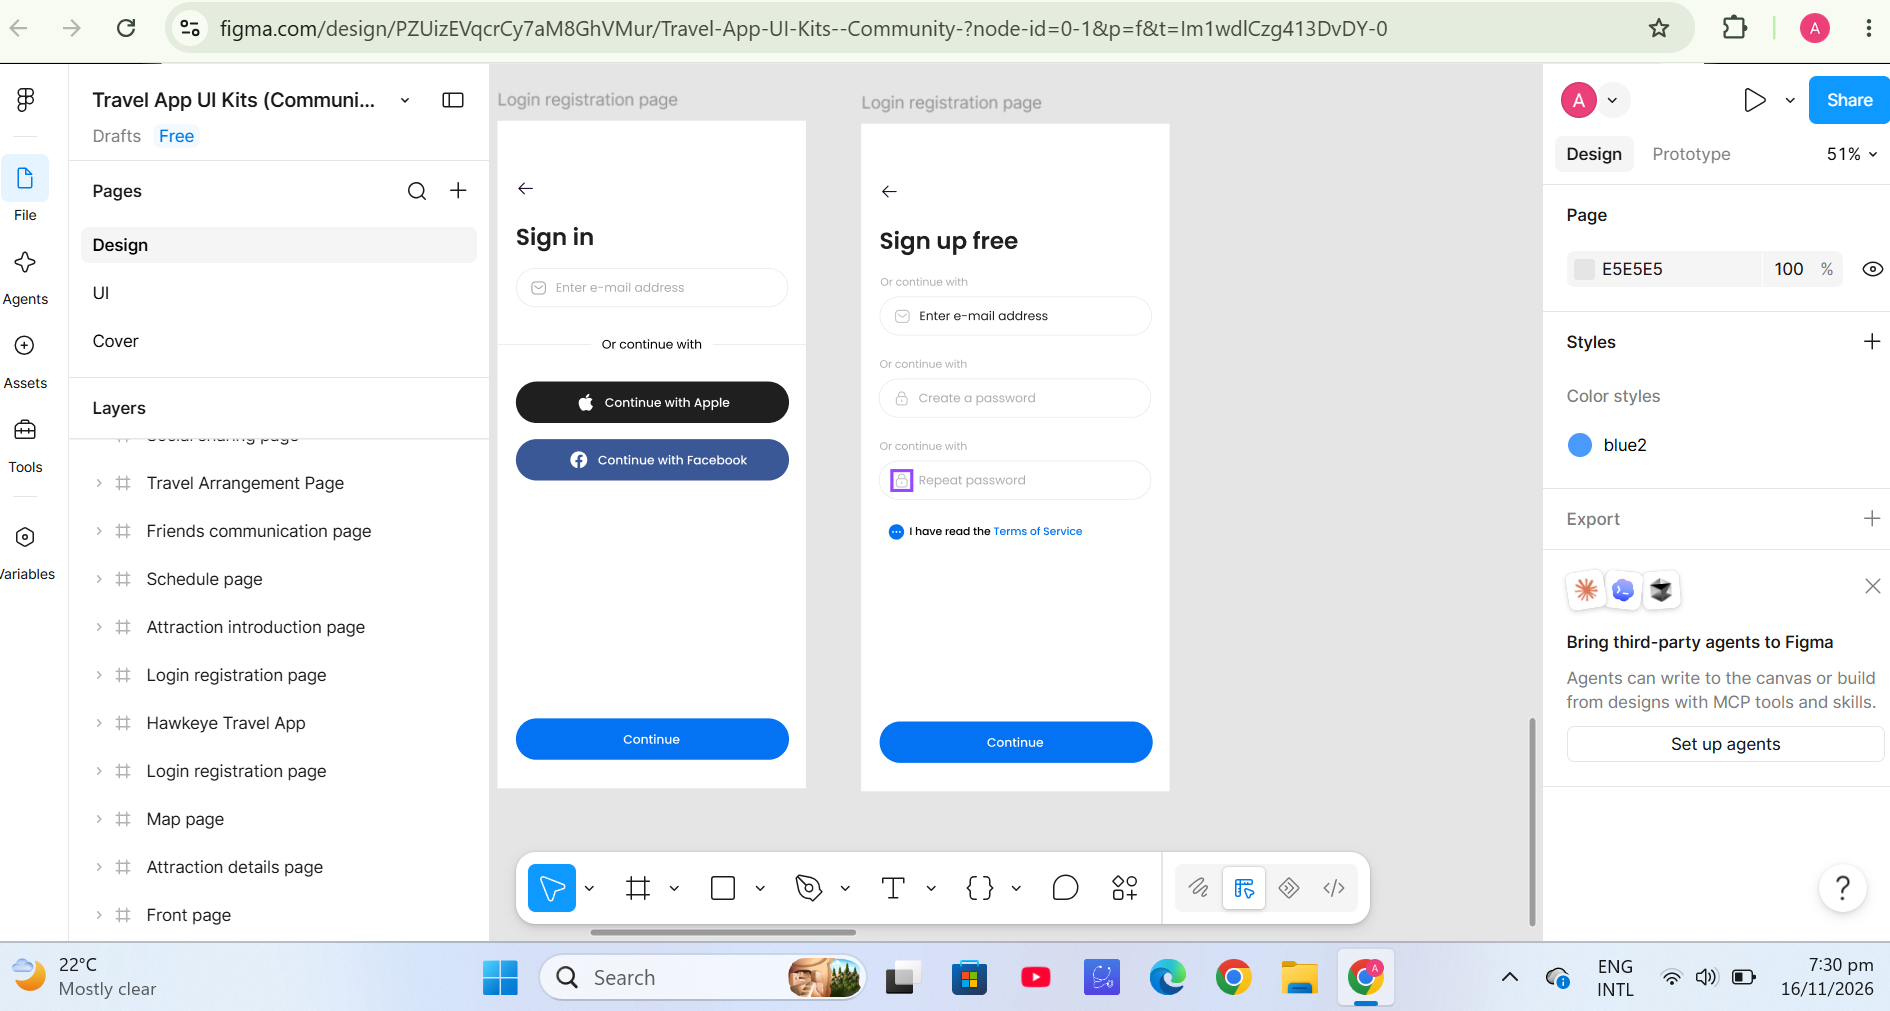 figma.com/design/PZUizEVqcrCy7aM8GhVMur/Travel-App-UI-Kits--Community-?node-id=0-1&p=f&t=Im1wdlCzg413DvDY-0
A
Travel App UI Kits (Communi...
Drafts Free
File
Agents
Assets
Tools
Variables
Pages
Design
UI
Cover
Layers
Social sharing page
Travel Arrangement Page
Friends communication page
Schedule page
Attraction introduction page
Login registration page
Hawkeye Travel App
Login registration page
Map page
Attraction details page
Front page
Login registration page
Sign in
Enter e-mail address
Or continue with
Continue with Apple
Continue with Facebook
Continue
Login registration page
Sign up free
Or continue with
Enter e-mail address
Or continue with
Create a password
Or continue with
Repeat password
I have read the Terms of Service
Continue
A
Share
Design Prototype 51%
Page
E5E5E5 100 %
Styles
Color styles
blue2
Export
Bring third-party agents to Figma
Agents can write to the canvas or build
from designs with MCP tools and skills.
Set up agents
?
22°C
Mostly clear
Search
A
ENG
INTL
7:30 pm
16/11/2026